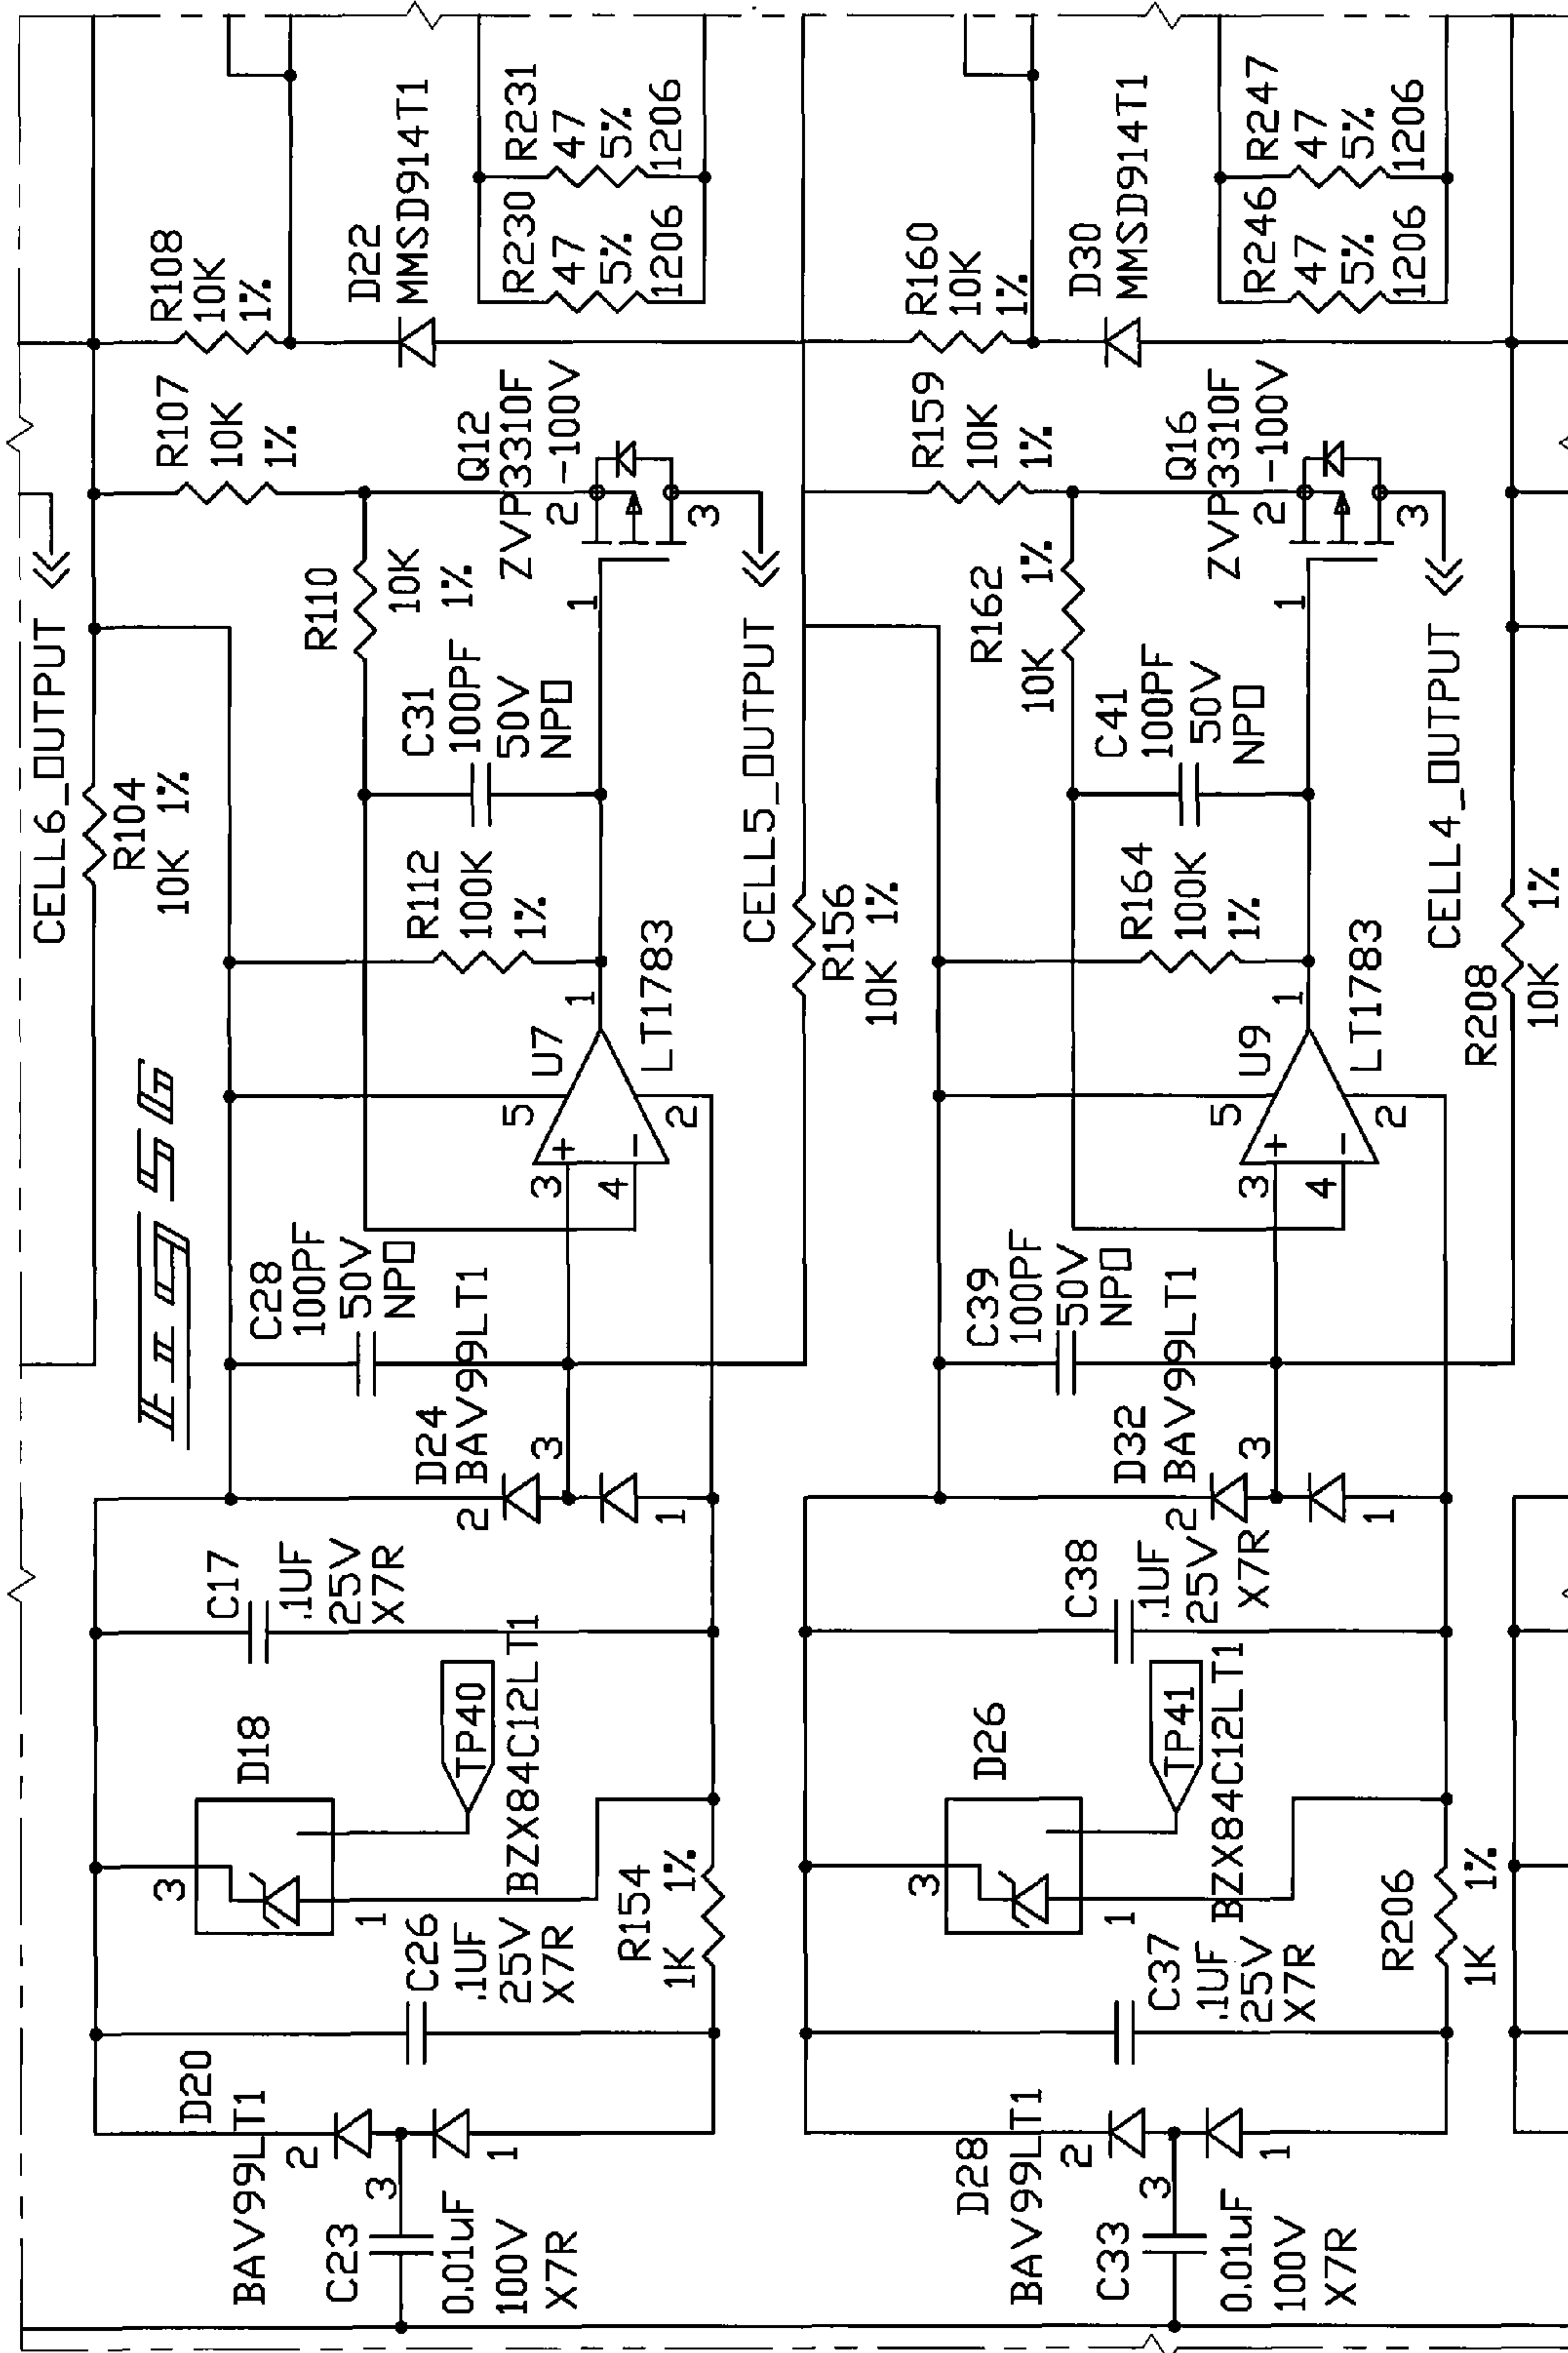 CELL6_OUTPUT
R104
10K 1%
R107
10K
1%
R108
10K
1%
D22
MMSD914T1
R230
47
5%
1206
R231
47
5%
1206
R110
10K
1%
Q12
ZVP3310F
-100V
2
3
1
C31
100PF
50V
NPO
R112
100K
1%
U7
LT1783
5
3
+
4
-
2
1
C28
100PF
50V
NPO
D24
BAV99LT1
2
3
1
C17
.1UF
25V
X7R
D18
3
1
TP40
BZX84C12LT1
C26
.1UF
25V
X7R
R154
1K 1%
D20
BAV99LT1
2
3
1
C23
0.01uF
100V
X7R
CELL5_OUTPUT
R156
10K 1%
R159
10K
1%
R160
10K
1%
D30
MMSD914T1
R246
47
5%
1206
R247
47
5%
1206
R162
10K 1%
Q16
ZVP3310F
-100V
2
3
1
C41
100PF
50V
NPO
R164
100K
1%
U9
LT1783
5
3
+
4
-
2
1
C39
100PF
50V
NPO
D32
BAV99LT1
2
3
1
C38
.1UF
25V
X7R
D26
3
1
TP41
BZX84C12LT1
C37
.1UF
25V
X7R
R206
1K 1%
D28
BAV99LT1
2
3
1
C33
0.01uF
100V
X7R
CELL4_OUTPUT
R208
10K 1%